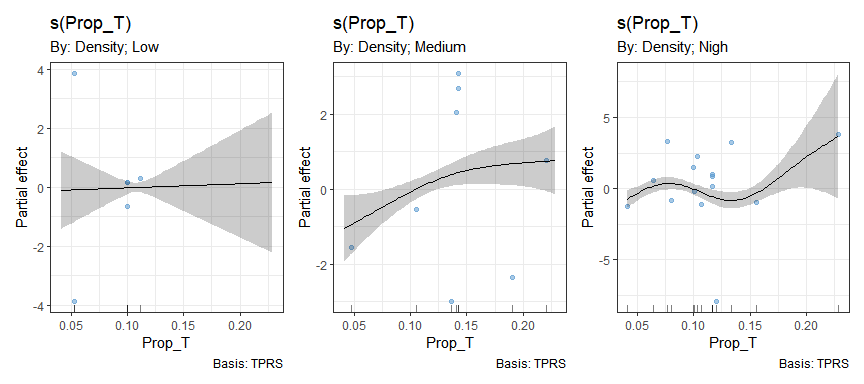 s(Prop_T)
By: Density; Low
Partial effect
4
2
0
-2
-4
0.05
0.10
0.15
0.20
Prop_T
Basis: TPRS
s(Prop_T)
By: Density; Medium
Partial effect
2
0
-2
0.05
0.10
0.15
0.20
Prop_T
Basis: TPRS
s(Prop_T)
By: Density; Nigh
Partial effect
5
0
-5
0.05
0.10
0.15
0.20
Prop_T
Basis: TPRS